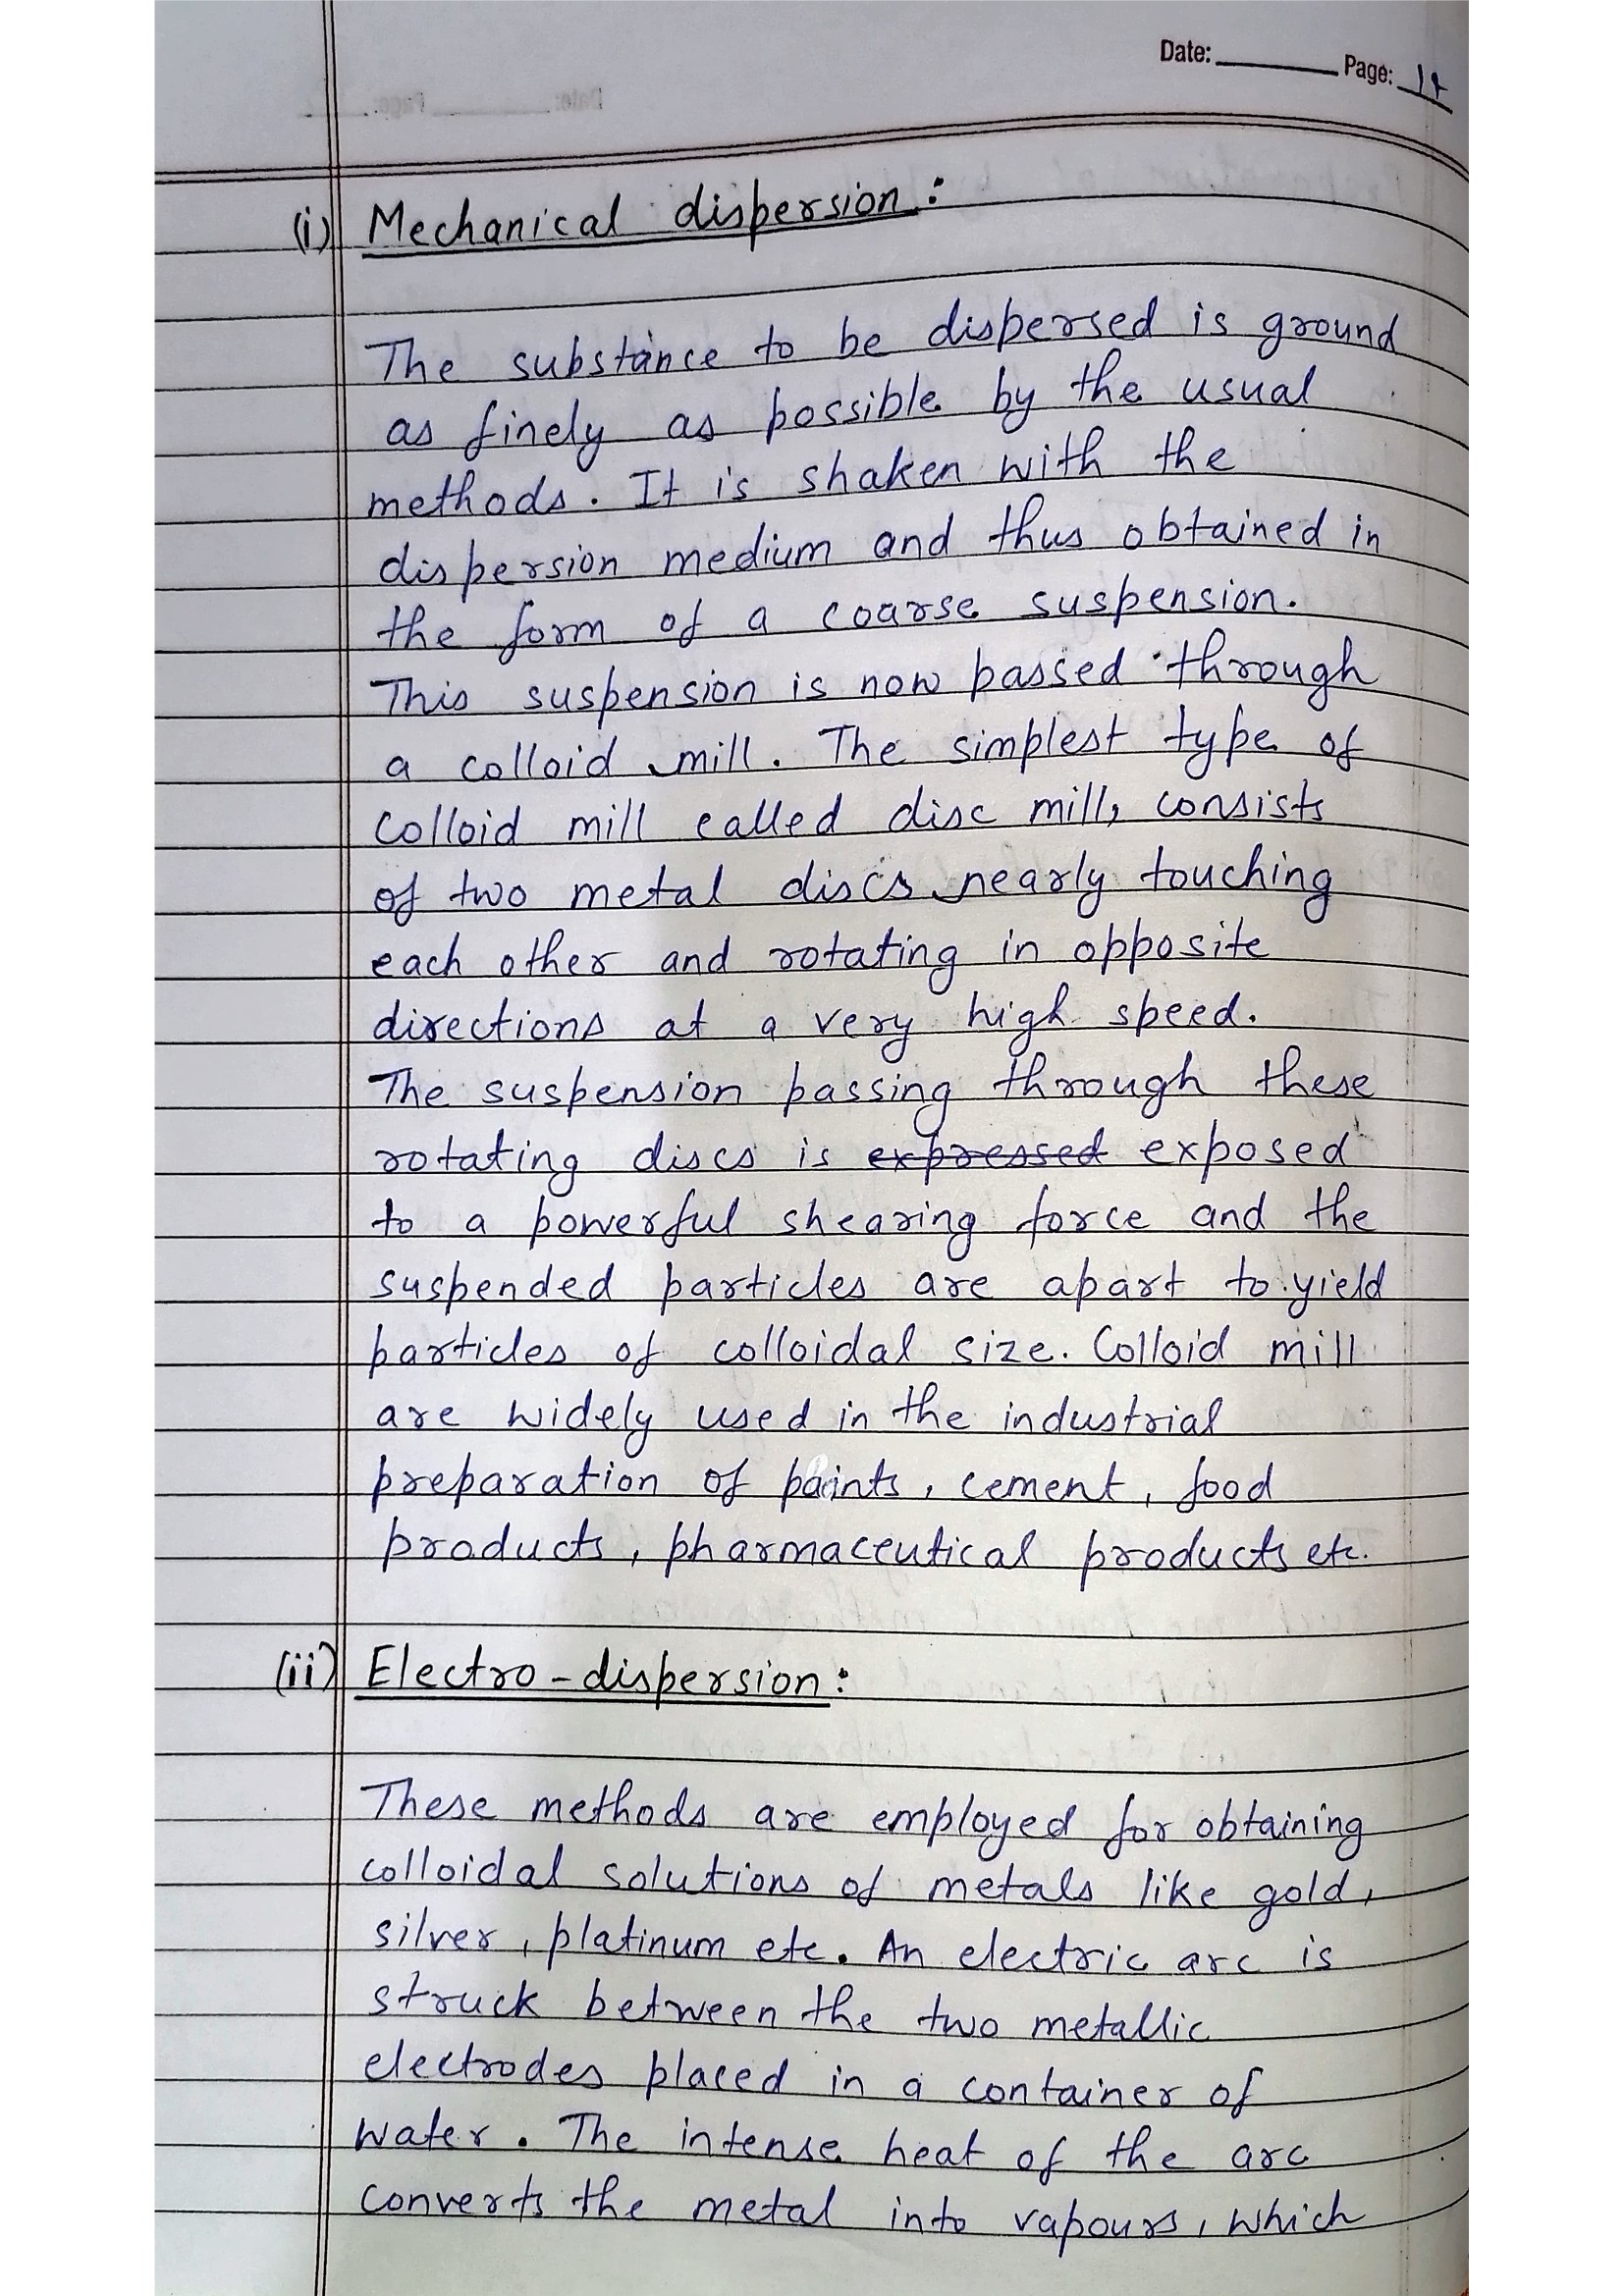 Date: Page: 17
(i) Mechanical dispersion:
The substance to be dispersed is ground
as finely as possible by the usual
methods. It is shaken with the
dispersion medium and thus obtained in
the form of a coarse suspension.
This suspension is now passed through
a colloid mill. The simplest type of
colloid mill called disc mill, consists
of two metal discs nearly touching
each other and rotating in opposite
directions at a very high speed.
The suspension passing through these
rotating discs is expressed exposed
to a powerful shearing force and the
suspended particles are apart to yield
particles of colloidal size. Colloid mill
are widely used in the industrial
preparation of paints, cement, food
products, pharmaceutical products etc.
(ii) Electro-dispersion:
These methods are employed for obtaining
colloidal solutions of metals like gold,
silver, platinum etc. An electric arc is
struck between the two metallic
electrodes placed in a container of
water. The intense heat of the arc
converts the metal into vapours, which